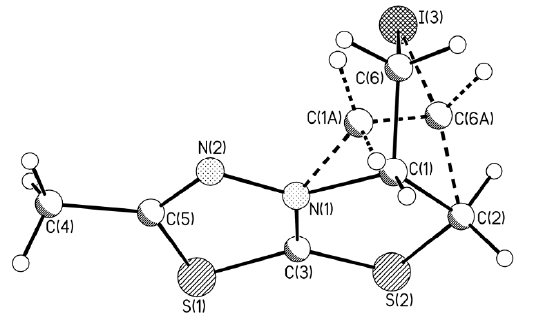 I(3)
C(6)
C(1A)
C(6A)
N(2)
C(1)
N(1)
C(2)
C(4)
C(5)
C(3)
S(1)
S(2)